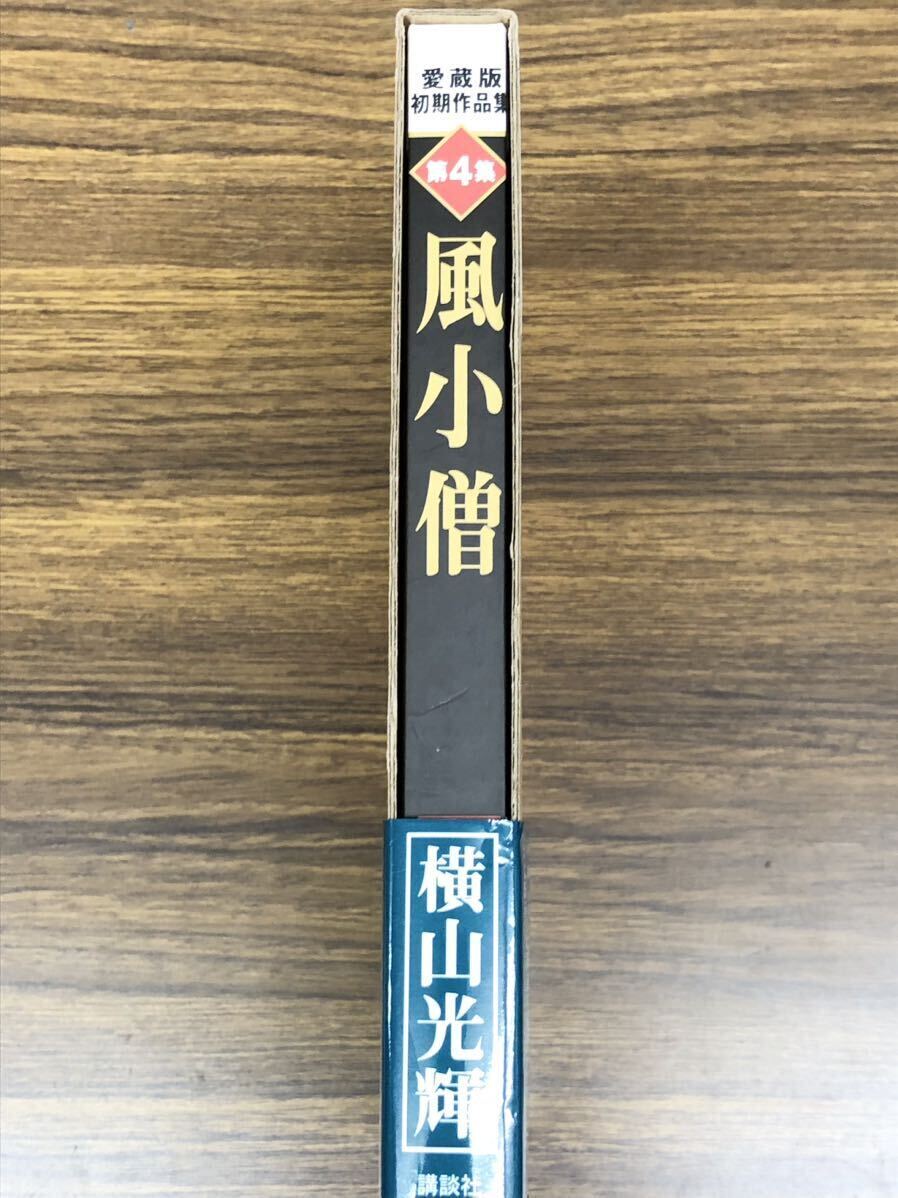 愛蔵版
初期作品集
第4集
風小僧
横山光輝
講談社